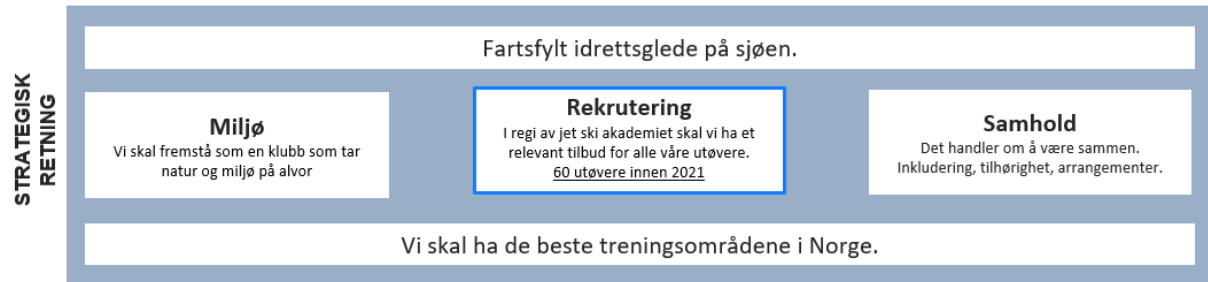 STRATEGISK
RETNING
Fartsfylt idrettsglede på sjøen.
Miljø
Vi skal fremstå som en klubb som tar
natur og miljø på alvor
Rekrutering
I regi av jet ski akademiet skal vi ha et
relevant tilbud for alle våre utøvere.
60 utøvere innen 2021
Samhold
Det handler om å være sammen.
Inkludering, tilhørighet, arrangementer.
Vi skal ha de beste treningsområdene i Norge.